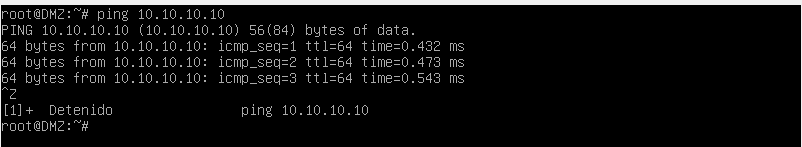 root@DMZ:~# ping 10.10.10.10
PING 10.10.10.10 (10.10.10.10) 56(84) bytes of data.
64 bytes from 10.10.10.10: icmp_seq=1 ttl=64 time=0.432 ms
64 bytes from 10.10.10.10: icmp_seq=2 ttl=64 time=0.473 ms
64 bytes from 10.10.10.10: icmp_seq=3 ttl=64 time=0.543 ms
^Z
[1]+  Detenido                ping 10.10.10.10
root@DMZ:~#